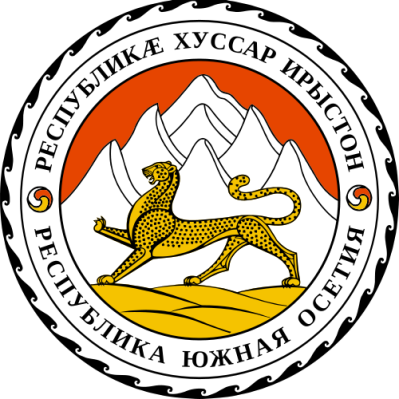 РЕСПУБЛИКÆ ХУССАР ИРЫСТОН
РЕСПУБЛИКА ЮЖНАЯ ОСЕТИЯ